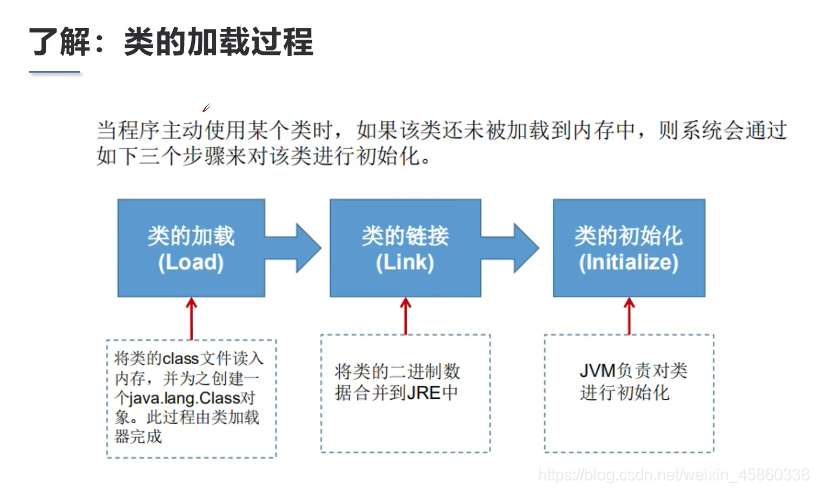 了解：类的加载过程
当程序主动使用某个类时，如果该类还未被加载到内存中，则系统会通过
如下三个步骤来对该类进行初始化。
类的加载
(Load)
类的链接
(Link)
类的初始化
(Initialize)
将类的class文件读入
内存，并为之创建一
个java.lang.Class对
象。此过程由类加载
器完成
将类的二进制数
据合并到JRE中
JVM负责对类
进行初始化
https://blog.csdn.net/weixin_45860338